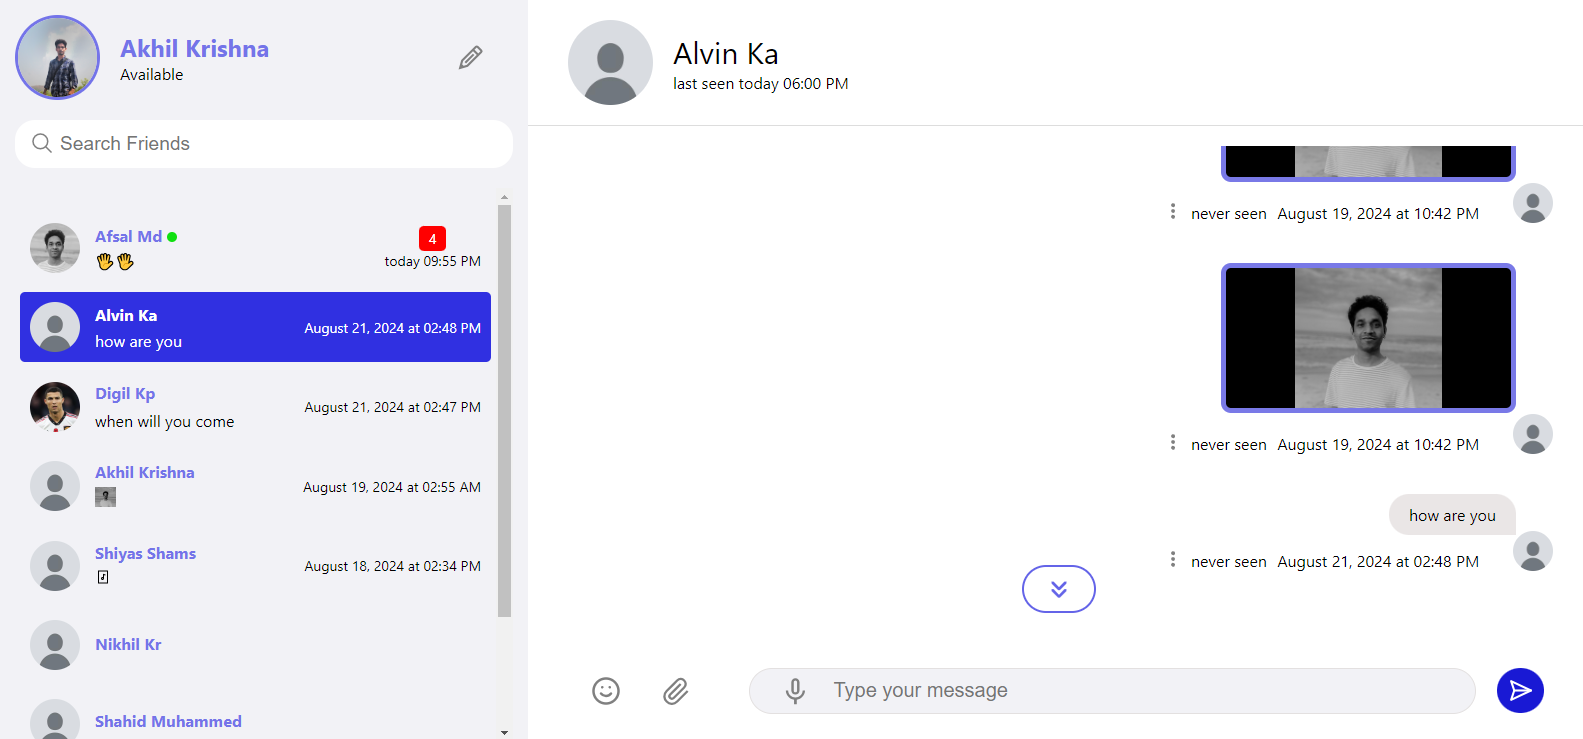 Akhil Krishna
Available
Search Friends
Afsal Md
4
👋👋
today 09:55 PM
Alvin Ka
how are you
August 21, 2024 at 02:48 PM
Digil Kp
when will you come
August 21, 2024 at 02:47 PM
Akhil Krishna
August 19, 2024 at 02:55 AM
Shiyas Shams
August 18, 2024 at 02:34 PM
Nikhil Kr
Shahid Muhammed
Alvin Ka
last seen today 06:00 PM
never seen August 19, 2024 at 10:42 PM
never seen August 19, 2024 at 10:42 PM
how are you
never seen August 21, 2024 at 02:48 PM
Type your message